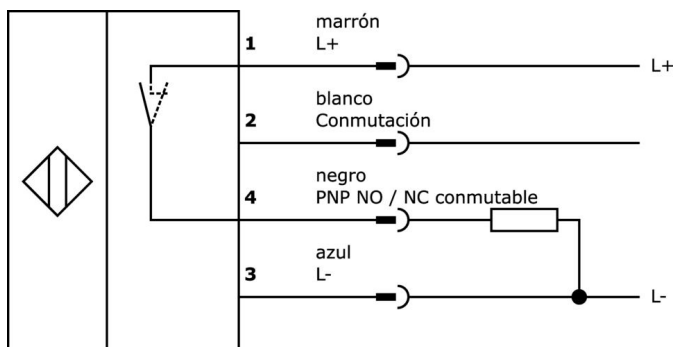 marrón
1 L+
L+
blanco
2 Conmutación
negro
4 PNP NO / NC conmutable
azul
3 L-
L-